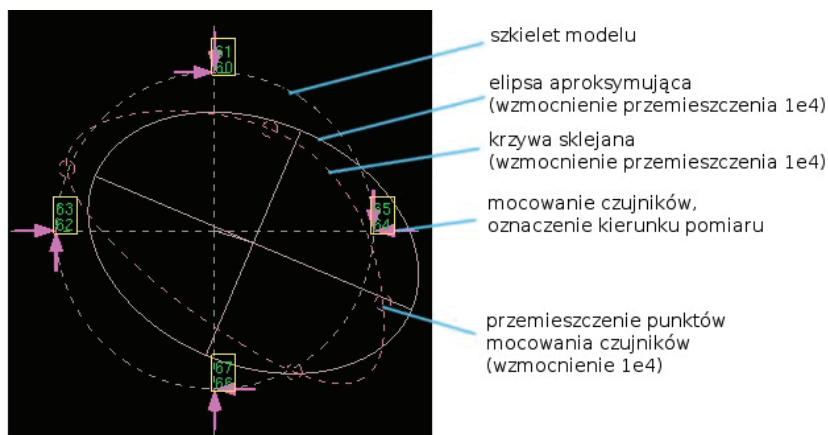 61
60
63
62
65
64
67
66
szkielet modelu
elipsa aproksymująca
(wzmocnienie przemieszczenia 1e4)
krzywa sklejana
(wzmocnienie przemieszczenia 1e4)
mocowanie czujników,
oznaczenie kierunku pomiaru
przemieszczenie punktów
mocowania czujników
(wzmocnienie 1e4)